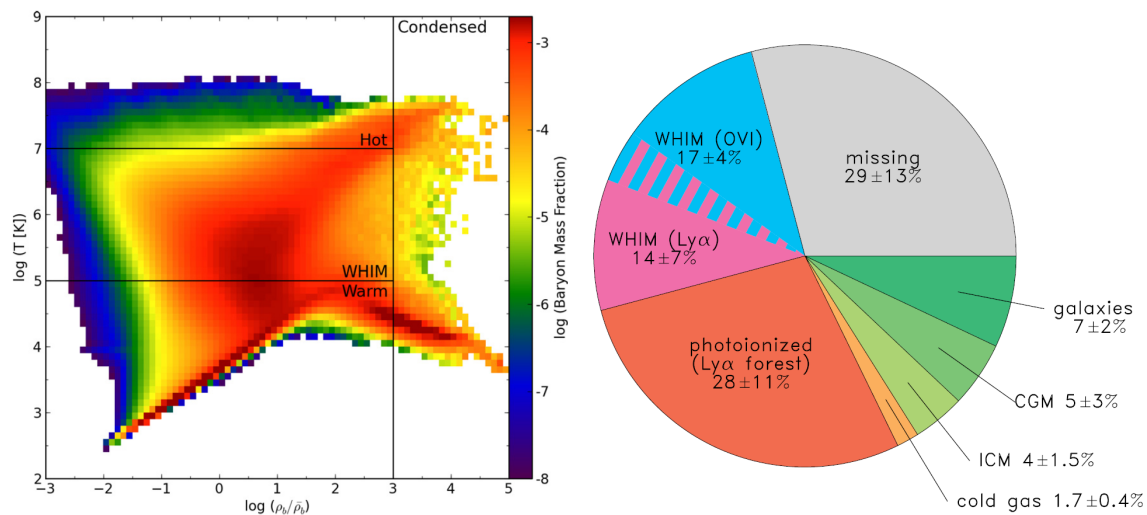 9
8
7
6
5
4
3
2
log (T [K])
−3
−2
−1
0
1
2
3
4
5
log (ρ_b/ρ̄_b)
Condensed
Hot
WHIM
Warm
-3
-4
-5
-6
-7
-8
log (Baryon Mass Fraction)
missing
29±13%
WHIM (OVI)
17±4%
WHIM (Lyα)
14±7%
photoionized
(Lyα forest)
28±11%
galaxies
7±2%
CGM 5±3%
ICM 4±1.5%
cold gas 1.7±0.4%